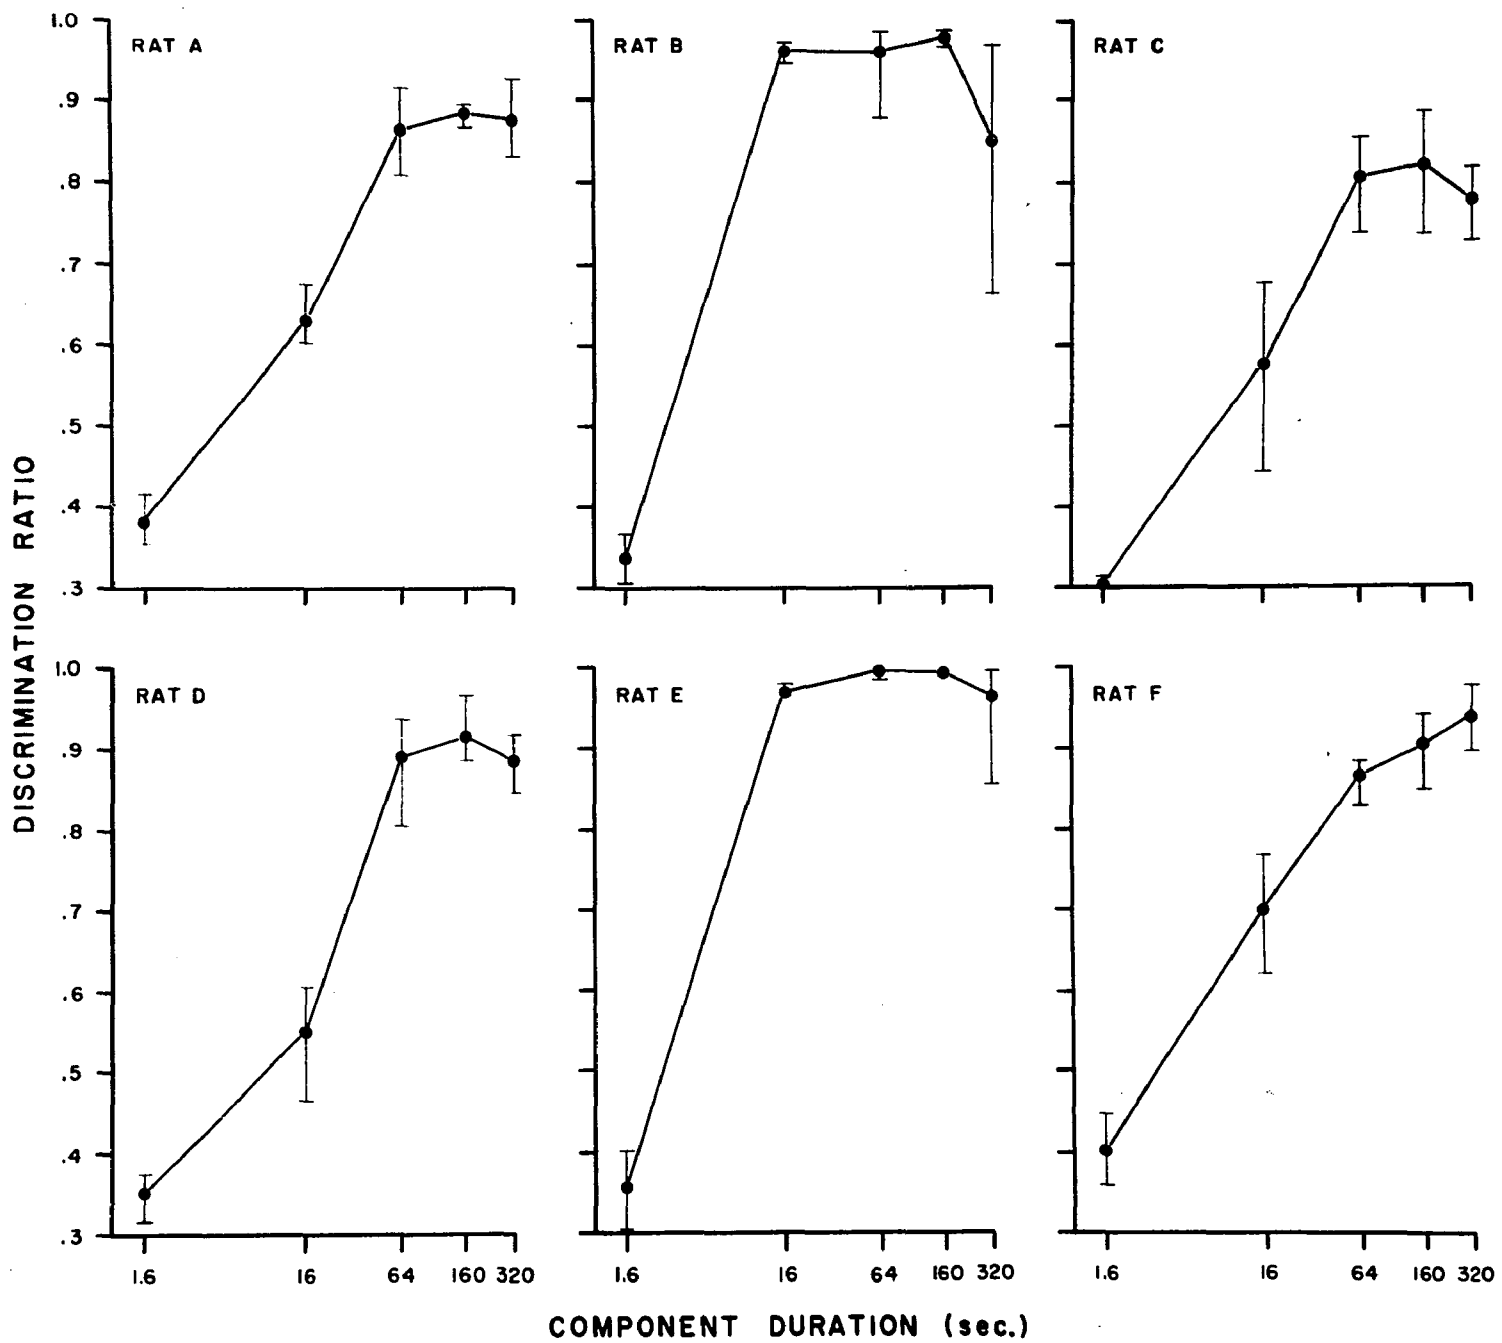 RAT A
RAT B
RAT C
1.0
.9
.8
.7
.6
.5
.4
.3
DISCRIMINATION RATIO
RAT D
RAT E
RAT F
1.0
.9
.8
.7
.6
.5
.4
.3
1.6 16 64 160 320
1.6 16 64 160 320
1.6 16 64 160 320
COMPONENT DURATION (sec.)